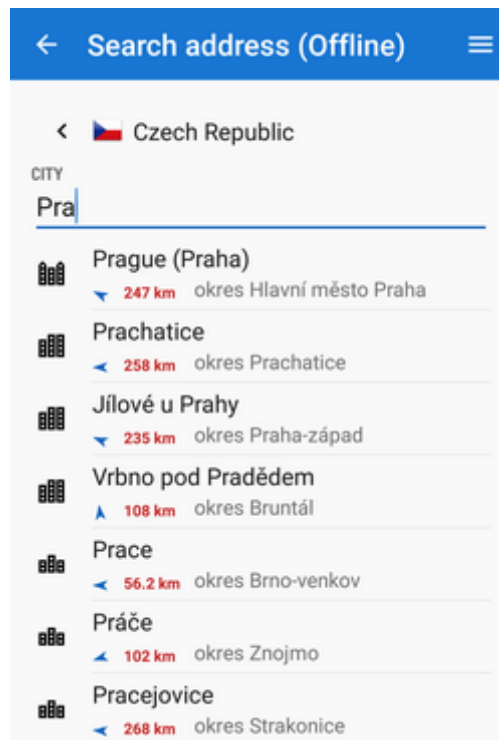 Search address (Offline)
Czech Republic
CITY
Pra
Prague (Praha)
247 km okres Hlavní město Praha
Prachatice
258 km okres Prachatice
Jílové u Prahy
235 km okres Praha-západ
Vrbno pod Pradědem
108 km okres Bruntál
Prace
56.2 km okres Brno-venkov
Práče
102 km okres Znojmo
Pracejovice
268 km okres Strakonice